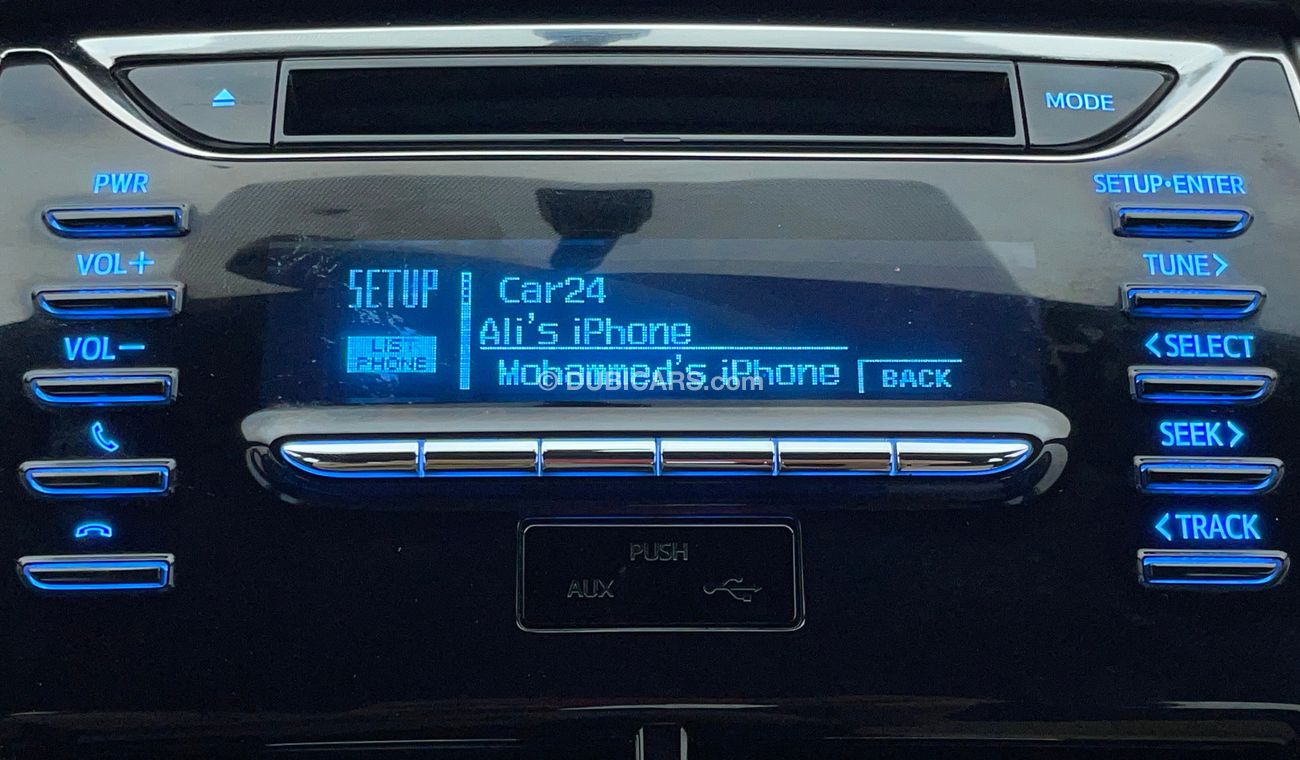 MODE
PWR
SETUP•ENTER
VOL+
TUNE>
SETUP
Car24
Ali's iPhone
LIST
PHONE
Mohammed's iPhone
BACK
© DUBICARS.com
VOL−
<SELECT
SEEK>
<TRACK
PUSH
AUX